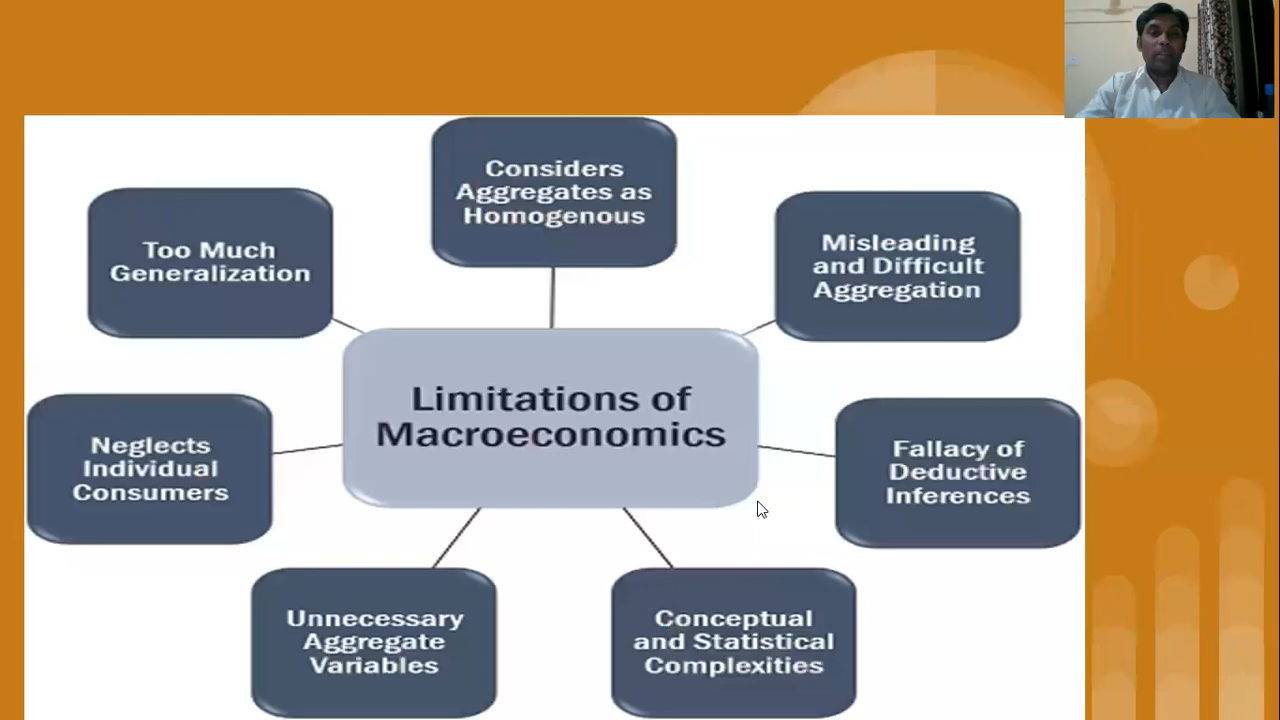 Considers
Aggregates as
Homogenous
Too Much
Generalization
Misleading
and Difficult
Aggregation
Limitations of
Macroeconomics
Neglects
Individual
Consumers
Fallacy of
Deductive
Inferences
Unnecessary
Aggregate
Variables
Conceptual
and Statistical
Complexities